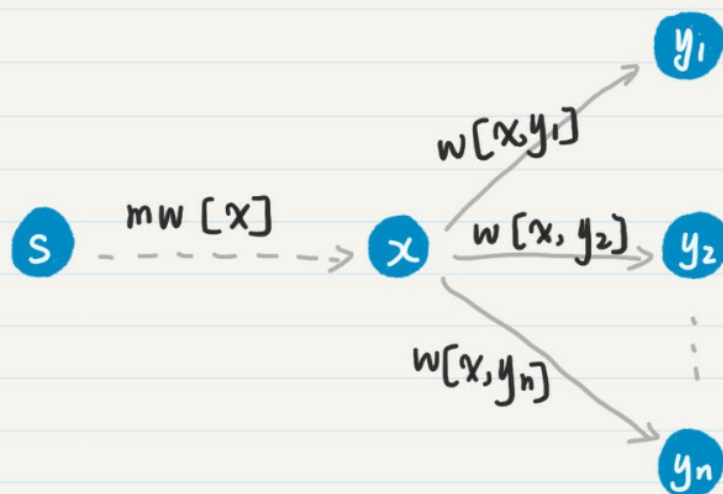 y₁
w[x,y₁]
mw [x]
w[x, y₂]
S
x
y₂
w[x,yₙ]
yₙ